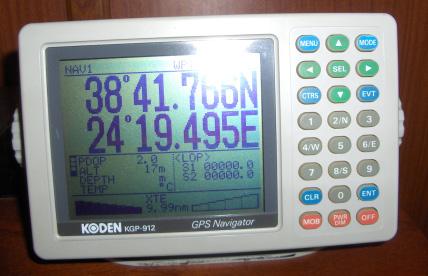 NAV1 WP
38°41.766N
24°19.495E
PDOP 2.0 <LOP>
ALT 17m S1 00000.0
DEPTH m S2 00000.0
TEMP °C
XTE
9.99nm
KODEN KGP-912 GPS Navigator
MENU ▲ MODE
◄ SEL ►
CTRS ▼ EVT
1 2/N 3
4/W 5 6/E
7 8/S 9
CLR 0 ENT
MOB PWR DIM OFF